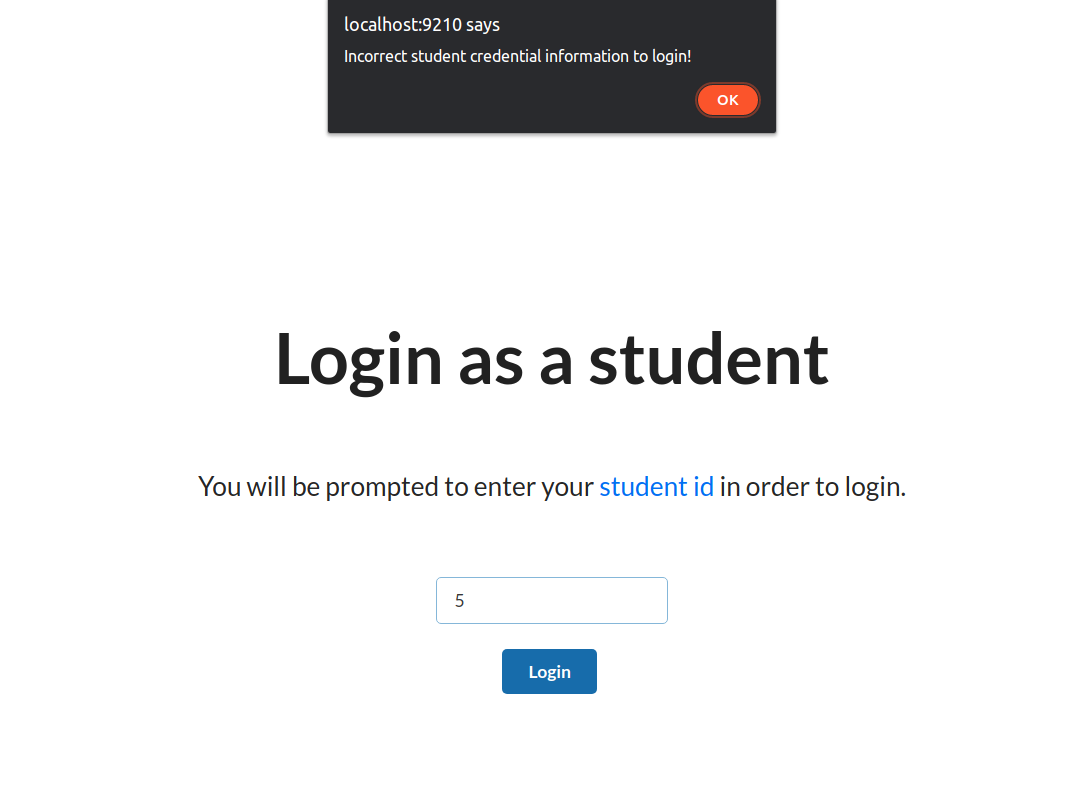 localhost:9210 says
Incorrect student credential information to login!
OK
Login as a student
You will be prompted to enter your student id in order to login.
5
Login